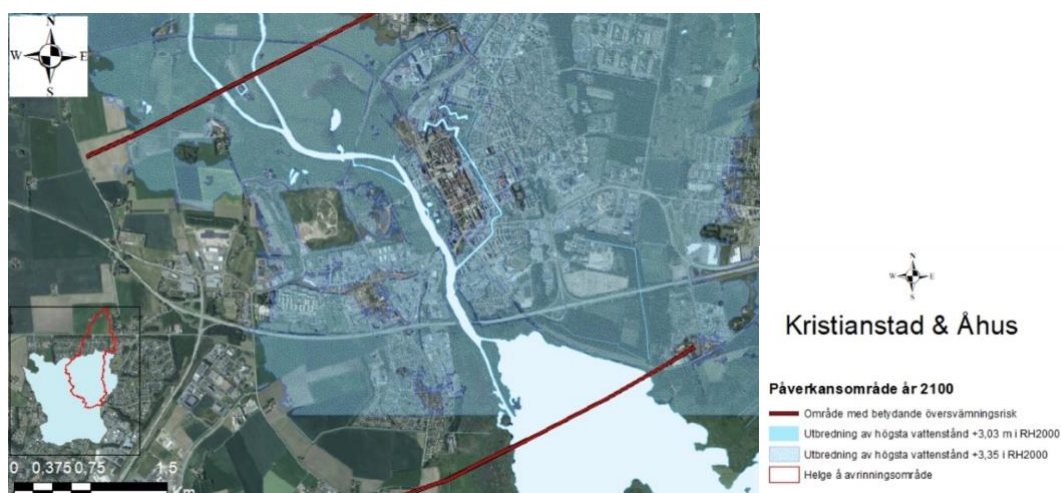 N
W E
S
0 0,375 0,75 1,5
Km
N
W E
S
Kristianstad & Åhus
Påverkansområde år 2100
Område med betydande översvämningsrisk
Utbredning av högsta vattenstånd +3,03 m i RH2000
Utbredning av högsta vattenstånd +3,35 i RH2000
Helge å avrinningsområde